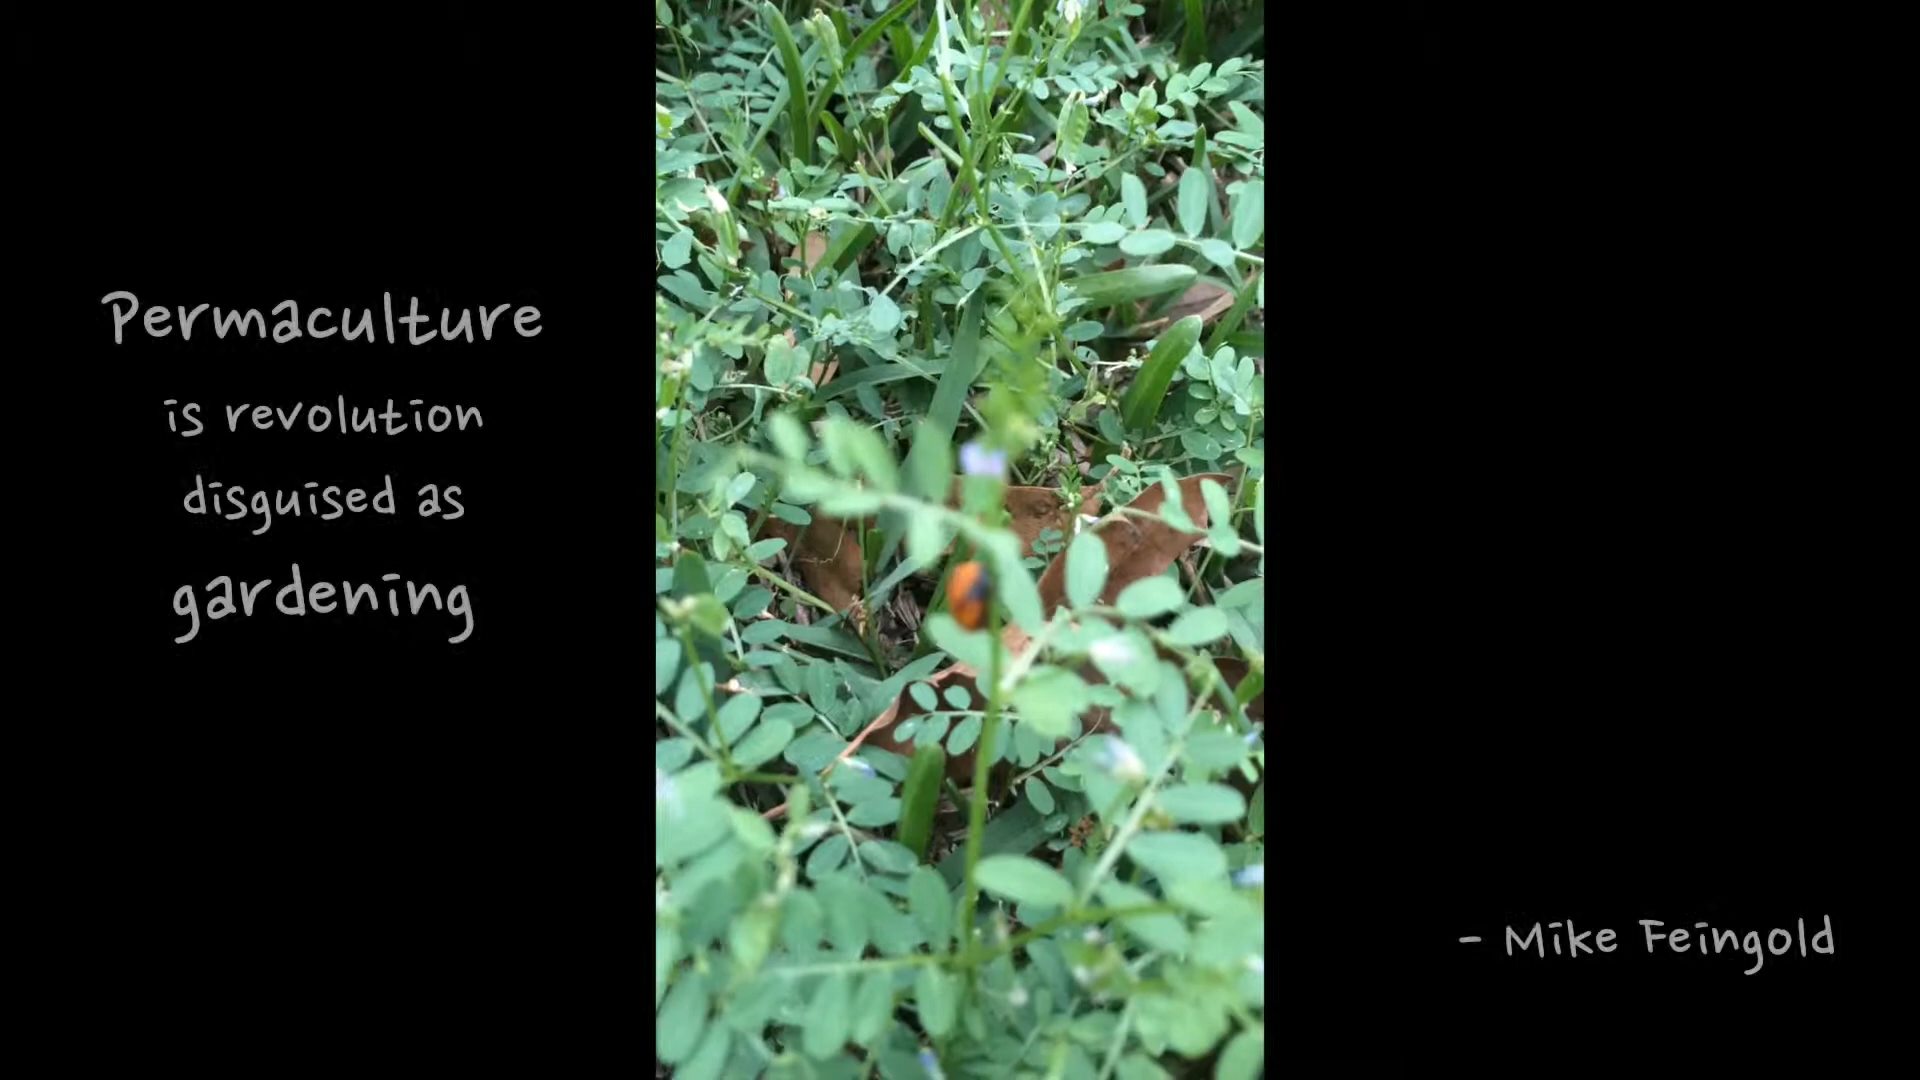 Permaculture
is revolution
disguised as
gardening
- Mike Feingold